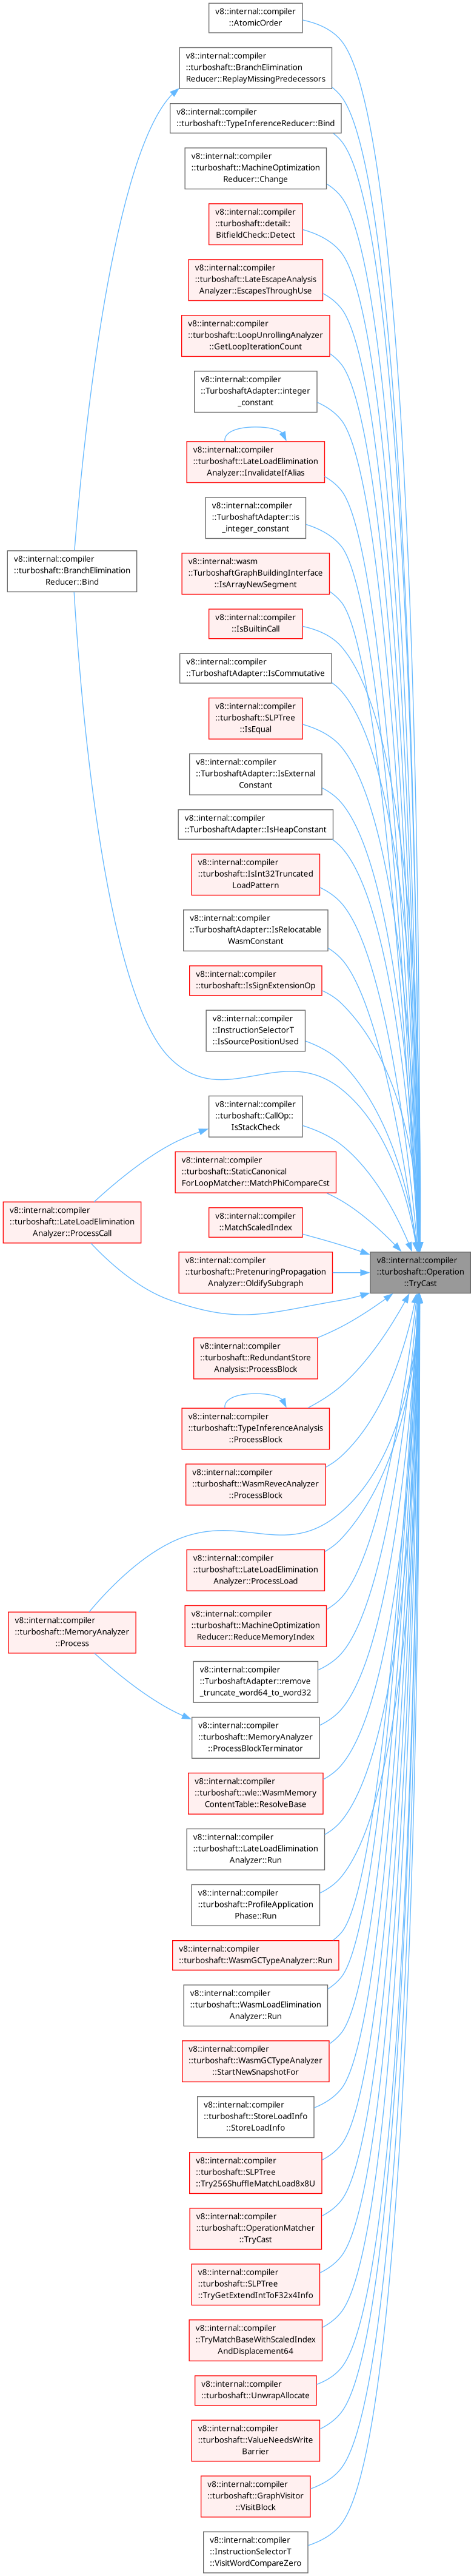 v8::internal::compiler
::AtomicOrder
v8::internal::compiler
::turboshaft::BranchElimination
Reducer::ReplayMissingPredecessors
v8::internal::compiler
::turboshaft::TypeInferenceReducer::Bind
v8::internal::compiler
::turboshaft::MachineOptimization
Reducer::Change
v8::internal::compiler
::turboshaft::detail::
BitfieldCheck::Detect
v8::internal::compiler
::turboshaft::LateEscapeAnalysis
Analyzer::EscapesThroughUse
v8::internal::compiler
::turboshaft::LoopUnrollingAnalyzer
::GetLoopIterationCount
v8::internal::compiler
::TurboshaftAdapter::integer
_constant
v8::internal::compiler
::turboshaft::LateLoadElimination
Analyzer::InvalidateIfAlias
v8::internal::compiler
::TurboshaftAdapter::is
_integer_constant
v8::internal::wasm
::TurboshaftGraphBuildingInterface
::IsArrayNewSegment
v8::internal::compiler
::turboshaft::BranchElimination
Reducer::Bind
v8::internal::compiler
::IsBuiltinCall
v8::internal::compiler
::TurboshaftAdapter::IsCommutative
v8::internal::compiler
::turboshaft::SLPTree
::IsEqual
v8::internal::compiler
::TurboshaftAdapter::IsExternal
Constant
v8::internal::compiler
::TurboshaftAdapter::IsHeapConstant
v8::internal::compiler
::turboshaft::IsInt32Truncated
LoadPattern
v8::internal::compiler
::TurboshaftAdapter::IsRelocatable
WasmConstant
v8::internal::compiler
::turboshaft::IsSignExtensionOp
v8::internal::compiler
::InstructionSelectorT
::IsSourcePositionUsed
v8::internal::compiler
::turboshaft::CallOp::
IsStackCheck
v8::internal::compiler
::turboshaft::StaticCanonical
ForLoopMatcher::MatchPhiCompareCst
v8::internal::compiler
::turboshaft::LateLoadElimination
Analyzer::ProcessCall
v8::internal::compiler
::MatchScaledIndex
v8::internal::compiler
::turboshaft::PretenuringPropagation
Analyzer::OldifySubgraph
v8::internal::compiler
::turboshaft::Operation
::TryCast
v8::internal::compiler
::turboshaft::RedundantStore
Analysis::ProcessBlock
v8::internal::compiler
::turboshaft::TypeInferenceAnalysis
::ProcessBlock
v8::internal::compiler
::turboshaft::WasmRevecAnalyzer
::ProcessBlock
v8::internal::compiler
::turboshaft::LateLoadElimination
Analyzer::ProcessLoad
v8::internal::compiler
::turboshaft::MachineOptimization
Reducer::ReduceMemoryIndex
v8::internal::compiler
::turboshaft::MemoryAnalyzer
::Process
v8::internal::compiler
::TurboshaftAdapter::remove
_truncate_word64_to_word32
v8::internal::compiler
::turboshaft::MemoryAnalyzer
::ProcessBlockTerminator
v8::internal::compiler
::turboshaft::wle::WasmMemory
ContentTable::ResolveBase
v8::internal::compiler
::turboshaft::LateLoadElimination
Analyzer::Run
v8::internal::compiler
::turboshaft::ProfileApplication
Phase::Run
v8::internal::compiler
::turboshaft::WasmGCTypeAnalyzer::Run
v8::internal::compiler
::turboshaft::WasmLoadElimination
Analyzer::Run
v8::internal::compiler
::turboshaft::WasmGCTypeAnalyzer
::StartNewSnapshotFor
v8::internal::compiler
::turboshaft::StoreLoadInfo
::StoreLoadInfo
v8::internal::compiler
::turboshaft::SLPTree
::Try256ShuffleMatchLoad8x8U
v8::internal::compiler
::turboshaft::OperationMatcher
::TryCast
v8::internal::compiler
::turboshaft::SLPTree
::TryGetExtendIntToF32x4Info
v8::internal::compiler
::TryMatchBaseWithScaledIndex
AndDisplacement64
v8::internal::compiler
::turboshaft::UnwrapAllocate
v8::internal::compiler
::turboshaft::ValueNeedsWrite
Barrier
v8::internal::compiler
::turboshaft::GraphVisitor
::VisitBlock
v8::internal::compiler
::InstructionSelectorT
::VisitWordCompareZero